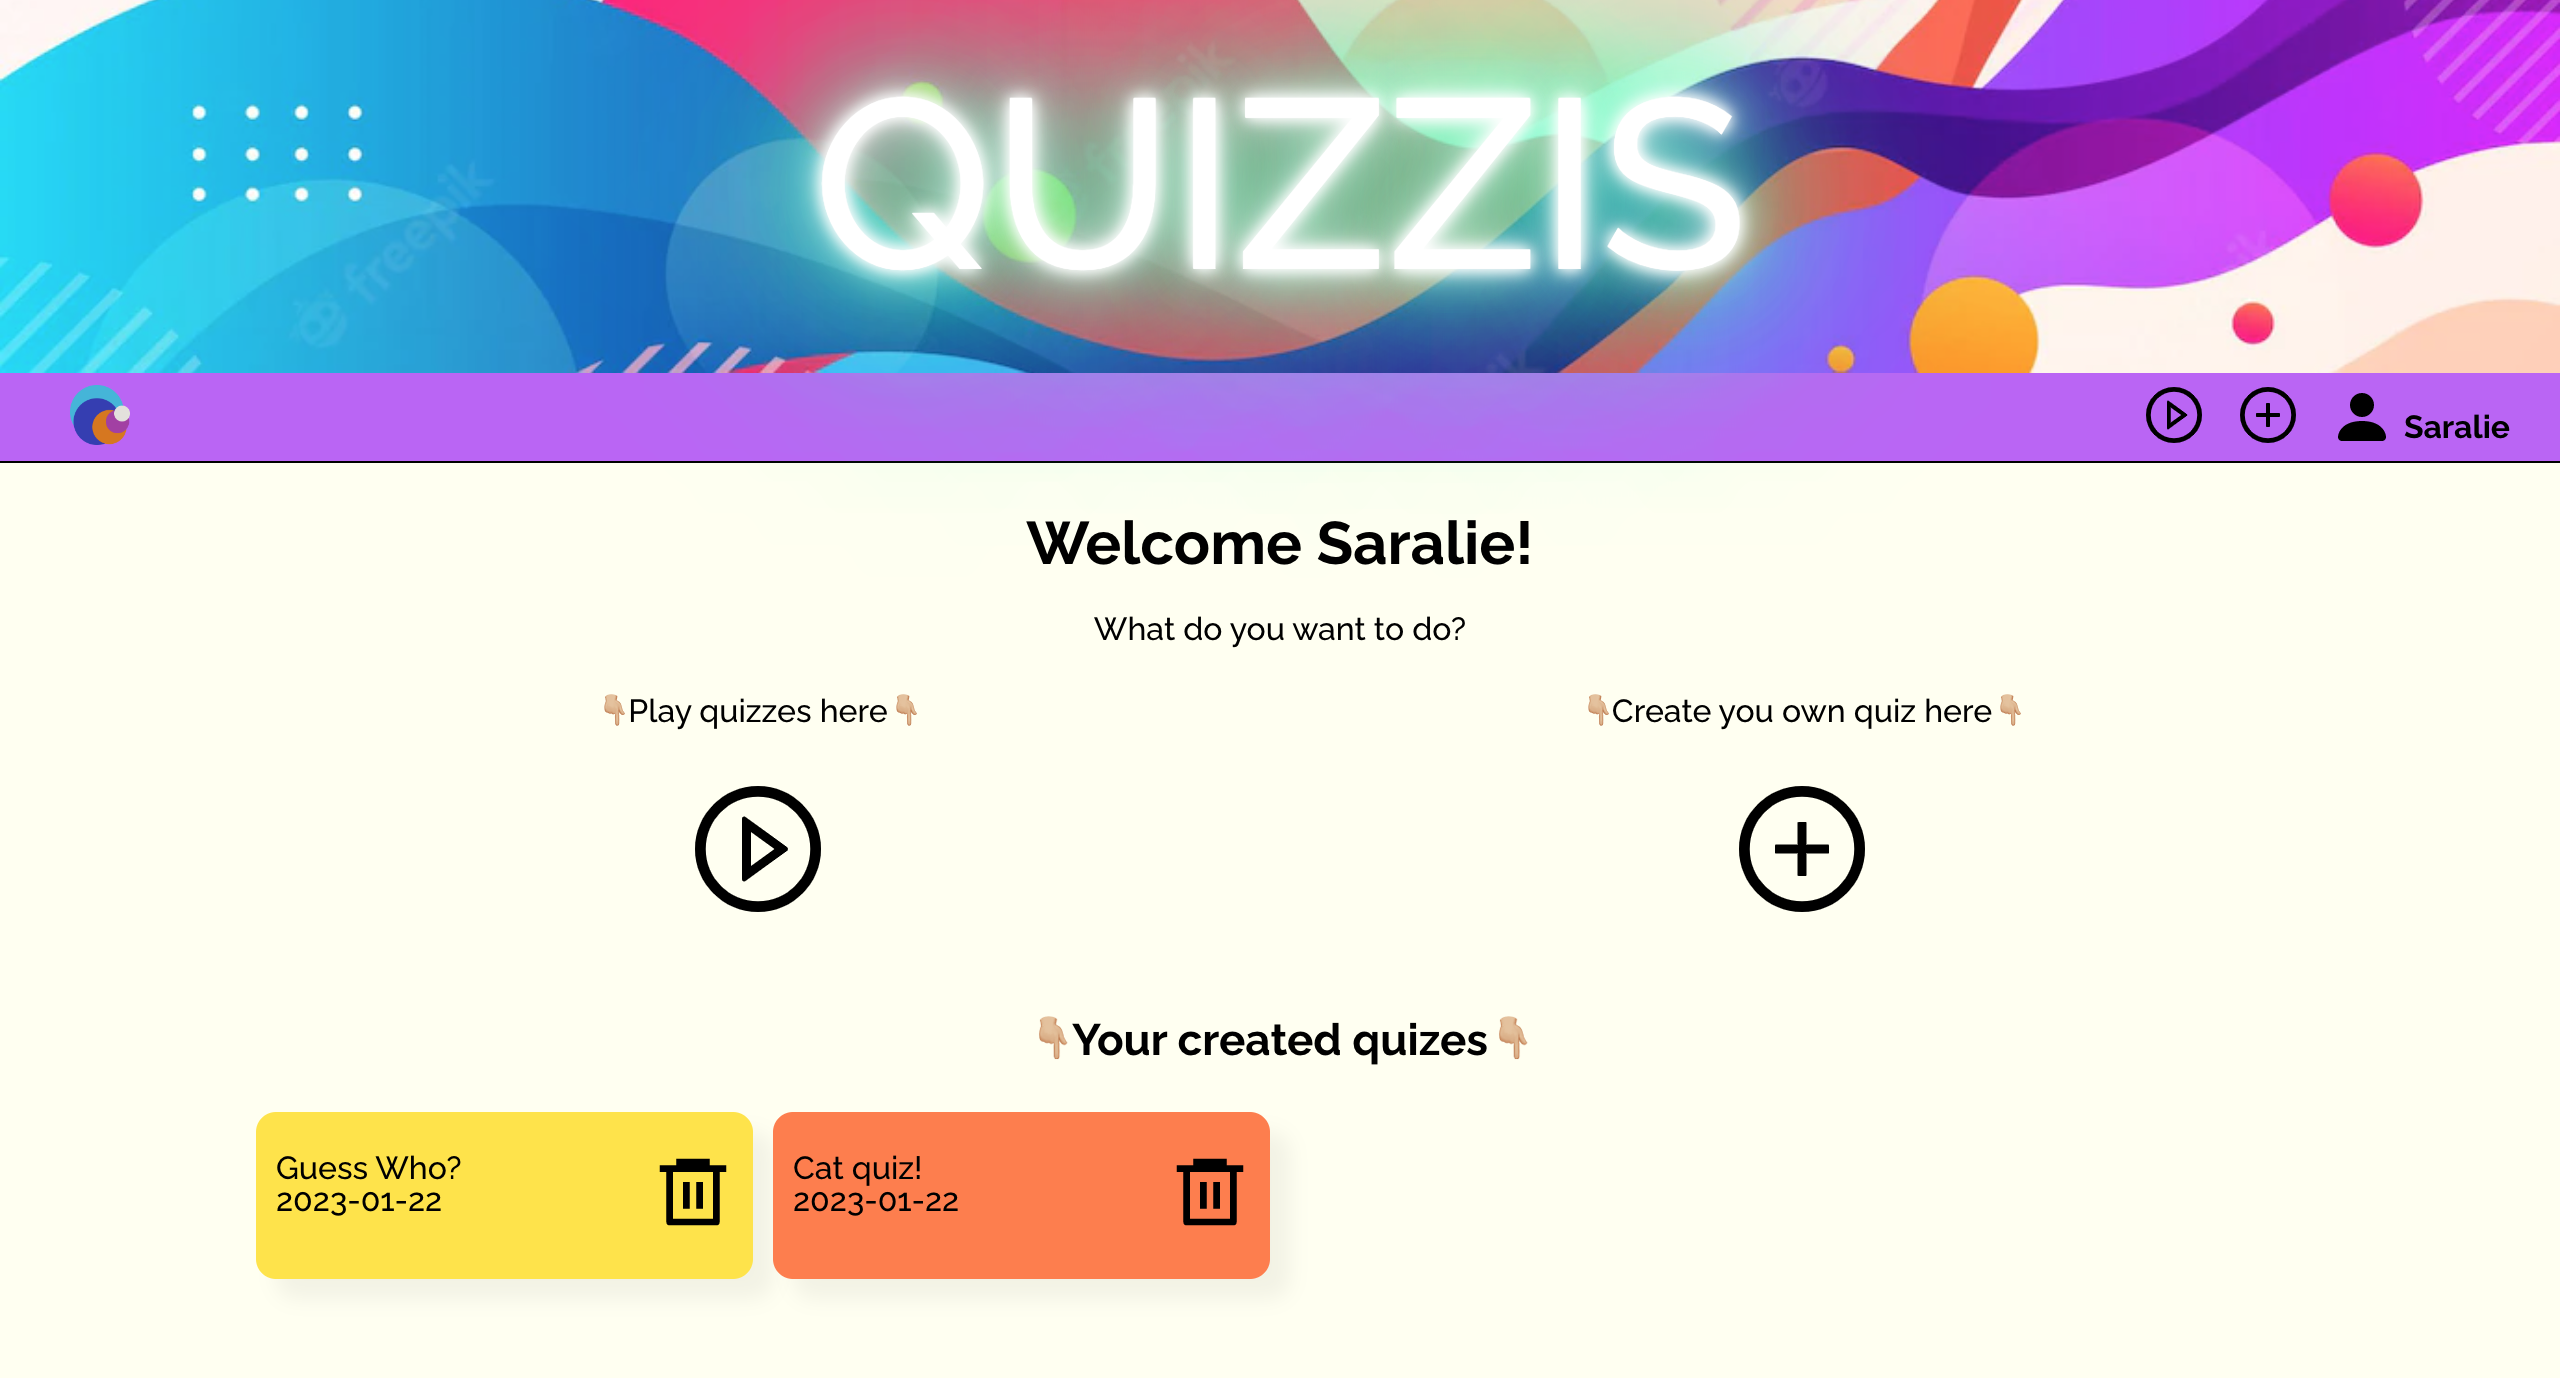 QUIZZIS
freepik
Saralie
Welcome Saralie!
What do you want to do?
👇🏼Play quizzes here👇🏼
👇🏼Create you own quiz here👇🏼
👇🏼Your created quizes👇🏼
Guess Who?
2023-01-22
Cat quiz!
2023-01-22